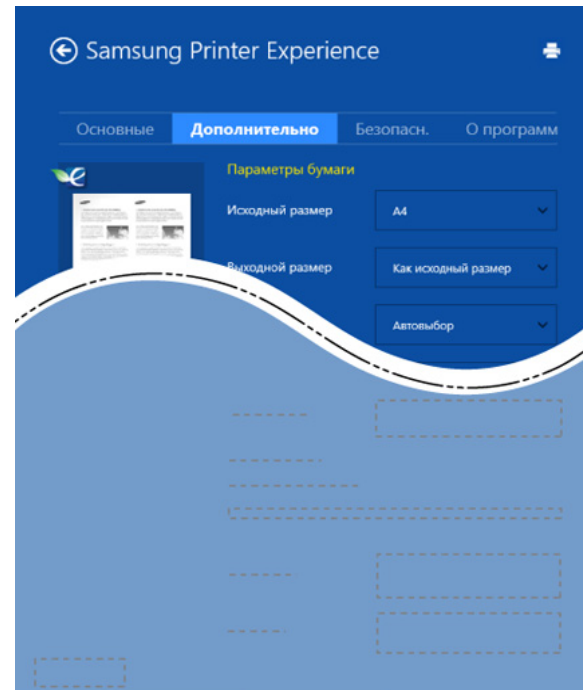 Samsung Printer Experience
Основные Дополнительно Безопасн. О программ
Параметры бумаги
Исходный размер A4
Выходной размер Как исходный размер
Автовыбор